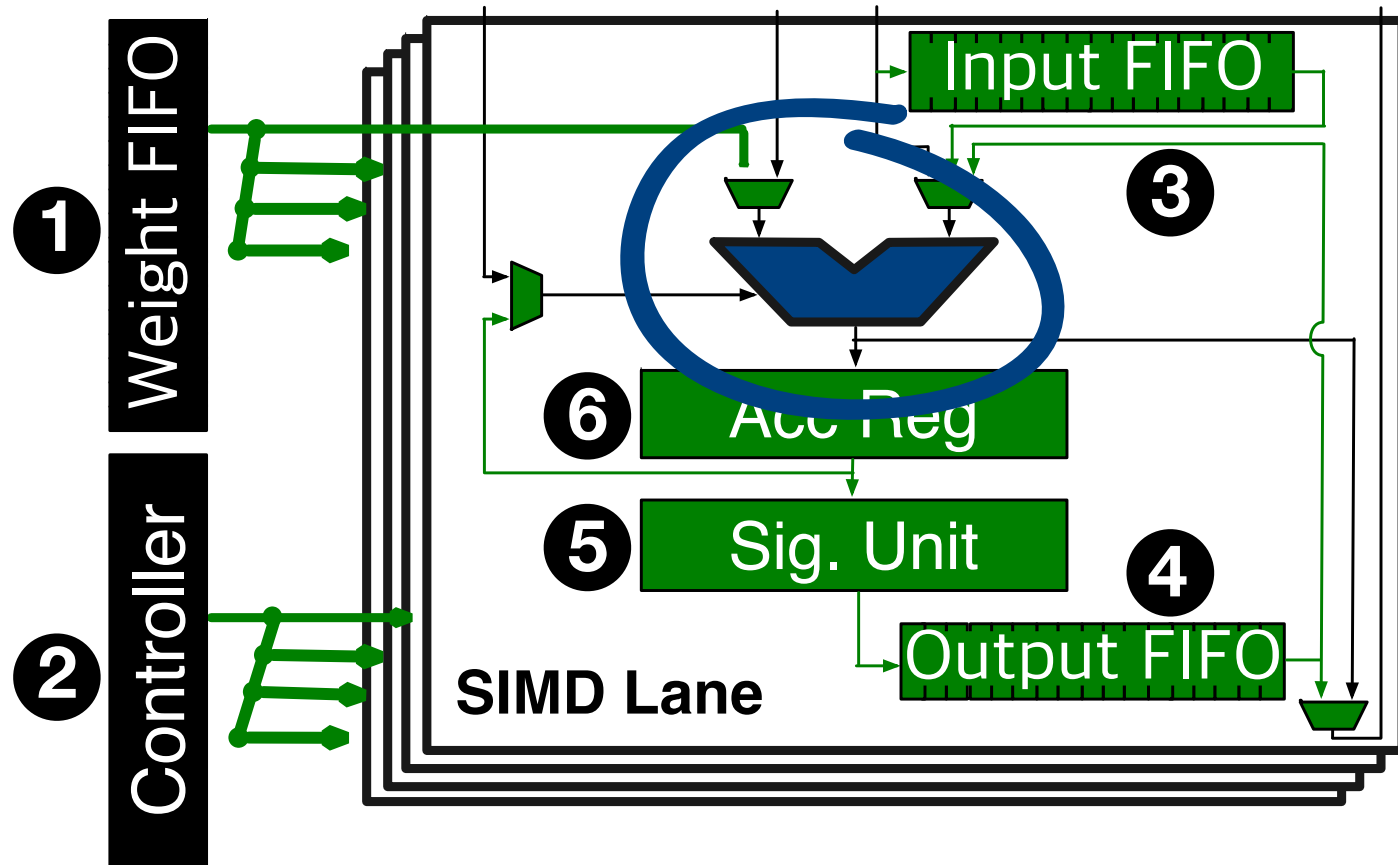 1
Weight FIFO
2
Controller
Input FIFO
3
6
Acc Reg
5
Sig. Unit
4
Output FIFO
SIMD Lane